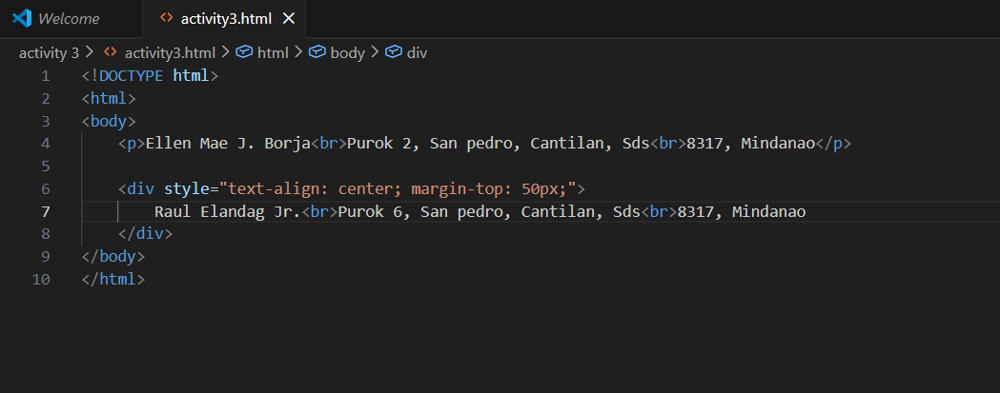 Welcome activity3.html
activity 3 > activity3.html > html > body > div
1 <!DOCTYPE html>
2 <html>
3 <body>
4 <p>Ellen Mae J. Borja<br>Purok 2, San pedro, Cantilan, Sds<br>8317, Mindanao</p>
5
6 <div style="text-align: center; margin-top: 50px;">
7 Raul Elandag Jr.<br>Purok 6, San pedro, Cantilan, Sds<br>8317, Mindanao
8 </div>
9 </body>
10 </html>